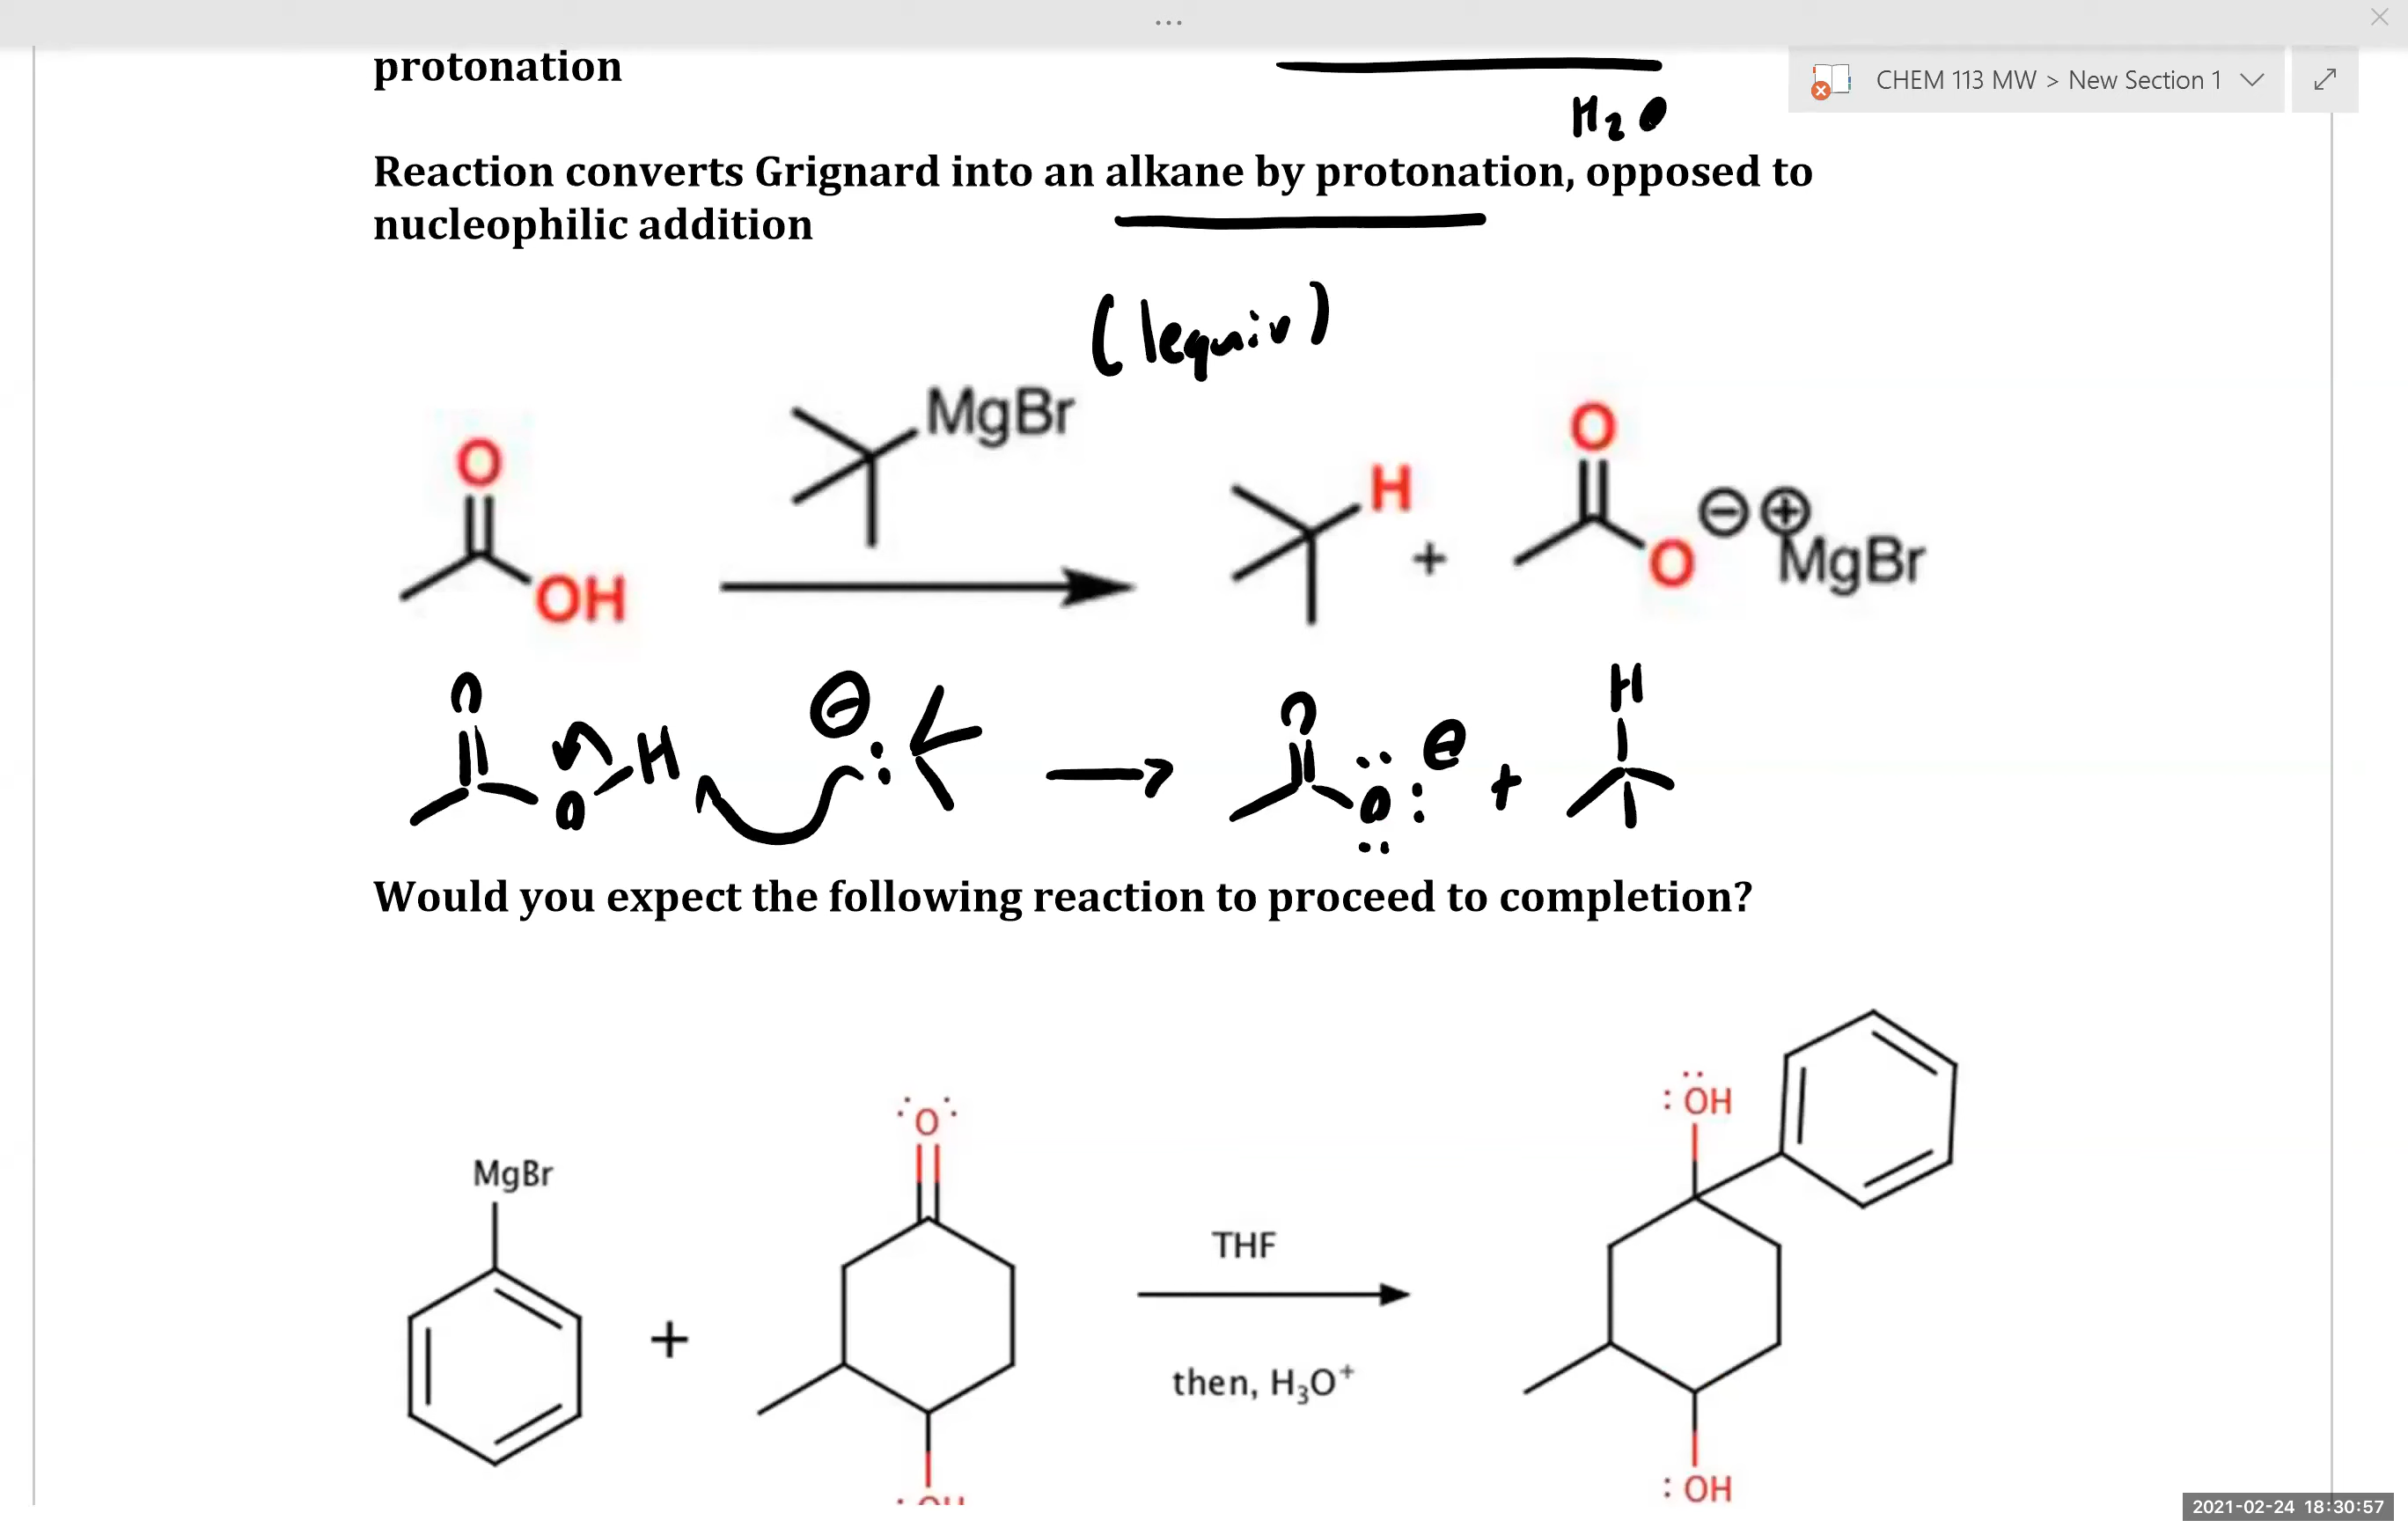 ...
protonation
CHEM 113 MW > New Section 1
H2O
Reaction converts Grignard into an alkane by protonation, opposed to
nucleophilic addition
(1equiv)
MgBr
O
OH
H
+
O
O
⊖ ⊕
MgBr
O
O
H
⊖
:
→
O
O
⊖
+
H
Would you expect the following reaction to proceed to completion?
MgBr
+
O
THF
then, H3O+
: OH
: OH
: OH
2021-02-24 18:30:57